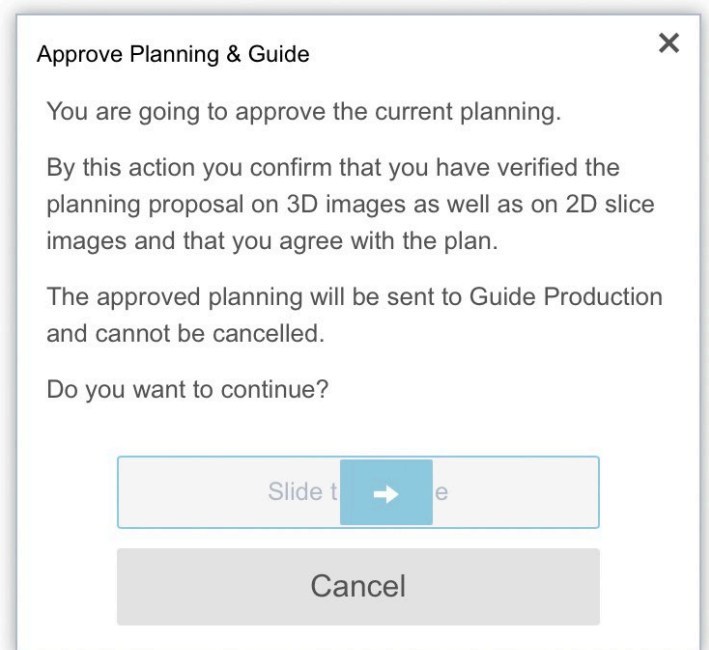 Approve Planning & Guide
You are going to approve the current planning.
By this action you confirm that you have verified the
planning proposal on 3D images as well as on 2D slice
images and that you agree with the plan.
The approved planning will be sent to Guide Production
and cannot be cancelled.
Do you want to continue?
Slide t e
Cancel